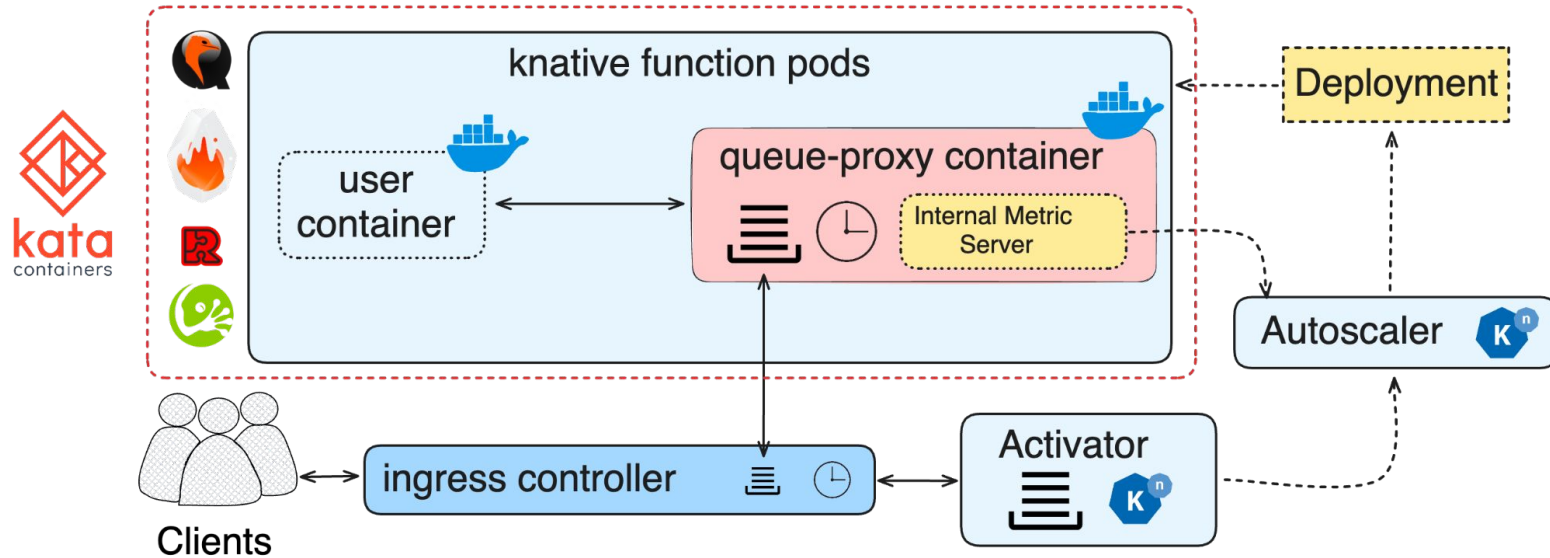 knative function pods
Deployment
queue-proxy container
user
container
Internal Metric
Server
kata
containers
Autoscaler
K
n
Activator
K
n
ingress controller
Clients